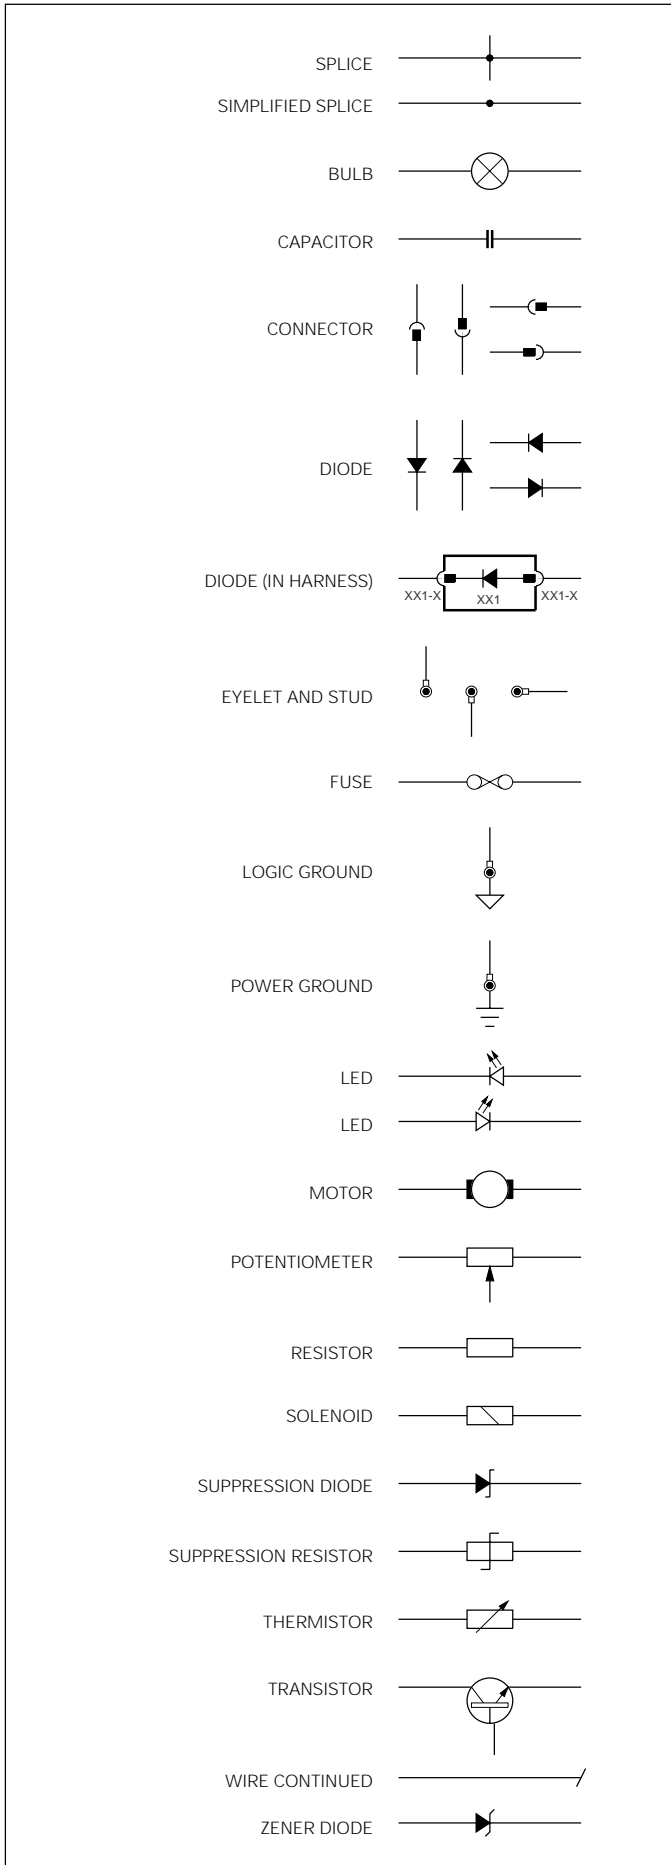 SPLICE
SIMPLIFIED SPLICE
BULB
CAPACITOR
CONNECTOR
DIODE
DIODE (IN HARNESS)
XX1-X XX1 XX1-X
EYELET AND STUD
FUSE
LOGIC GROUND
POWER GROUND
LED
LED
MOTOR
POTENTIOMETER
RESISTOR
SOLENOID
SUPPRESSION DIODE
SUPPRESSION RESISTOR
THERMISTOR
TRANSISTOR
WIRE CONTINUED
ZENER DIODE